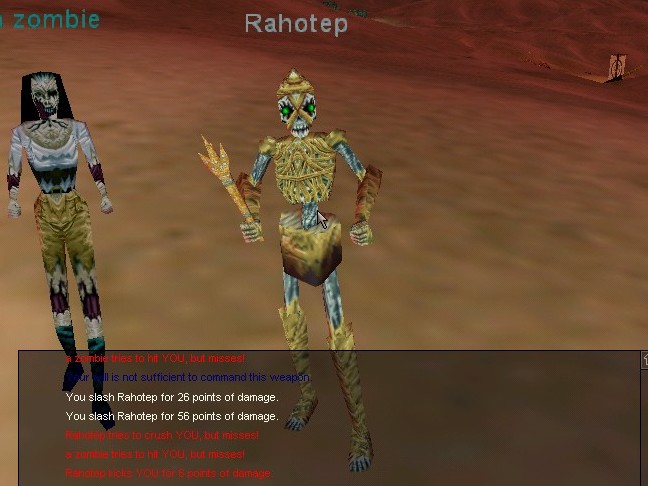 a zombie
Rahotep
a zombie tries to hit YOU, but misses!
Your will is not sufficient to command this weapon.
You slash Rahotep for 26 points of damage.
You slash Rahotep for 56 points of damage.
Rahotep tries to crush YOU, but misses!
a zombie tries to hit YOU, but misses!
Rahotep kicks YOU for 6 points of damage.